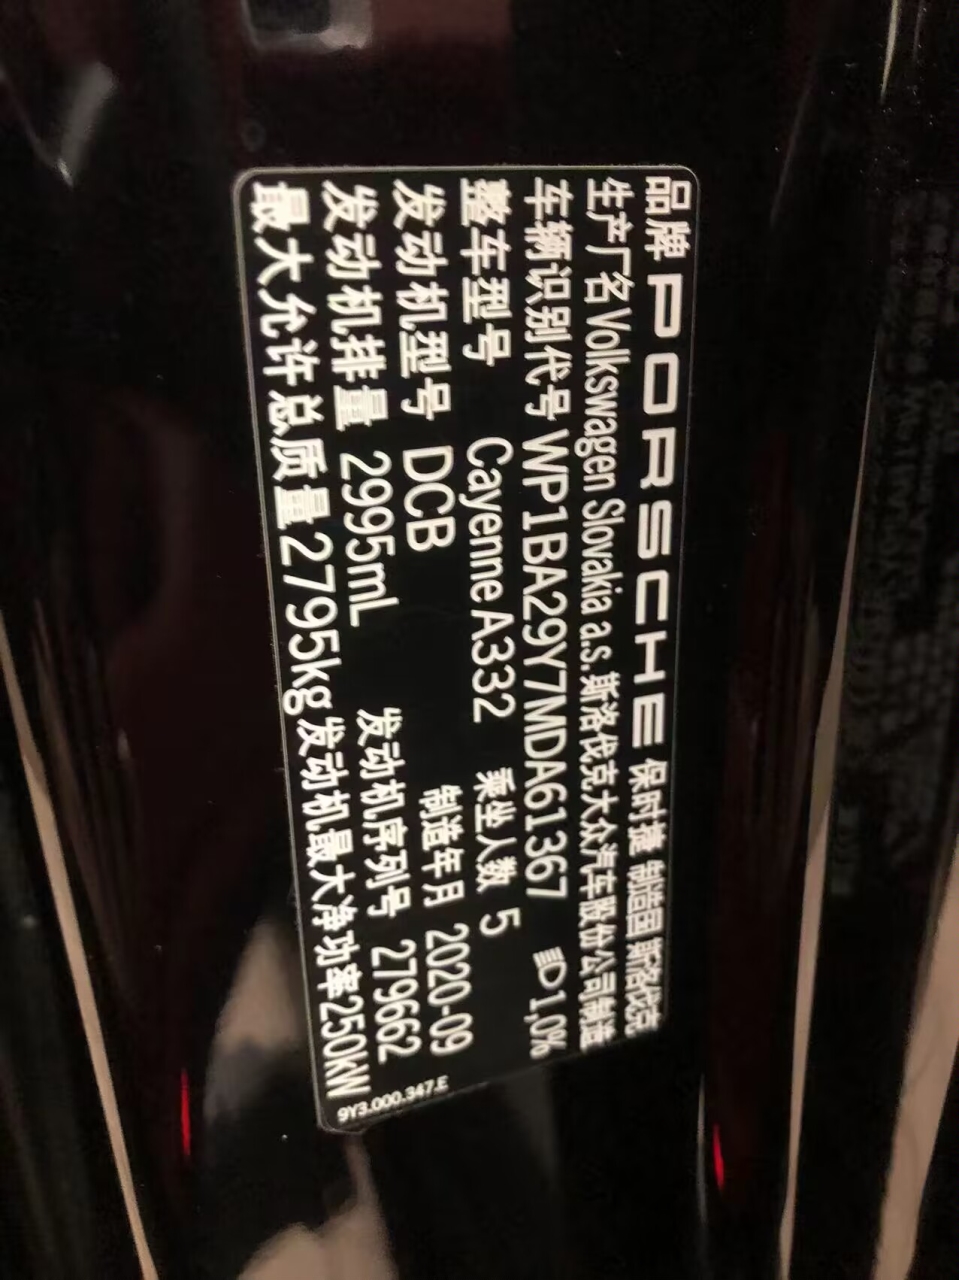 品牌 PORSCHE 保时捷 制造国 斯洛伐克
生产厂名 Volkswagen Slovakia a.s.斯洛伐克大众汽车股份公司制造
车辆识别代号 WP1BA29Y7MDA61367 1,0%
整车型号 Cayenne A332 乘坐人数 5
发动机型号 DCB 制造年月 2020-09
发动机排量 2995mL 发动机序列号 279662
最大允许总质量 2795kg 发动机最大净功率250kW
9Y3.000.347.E